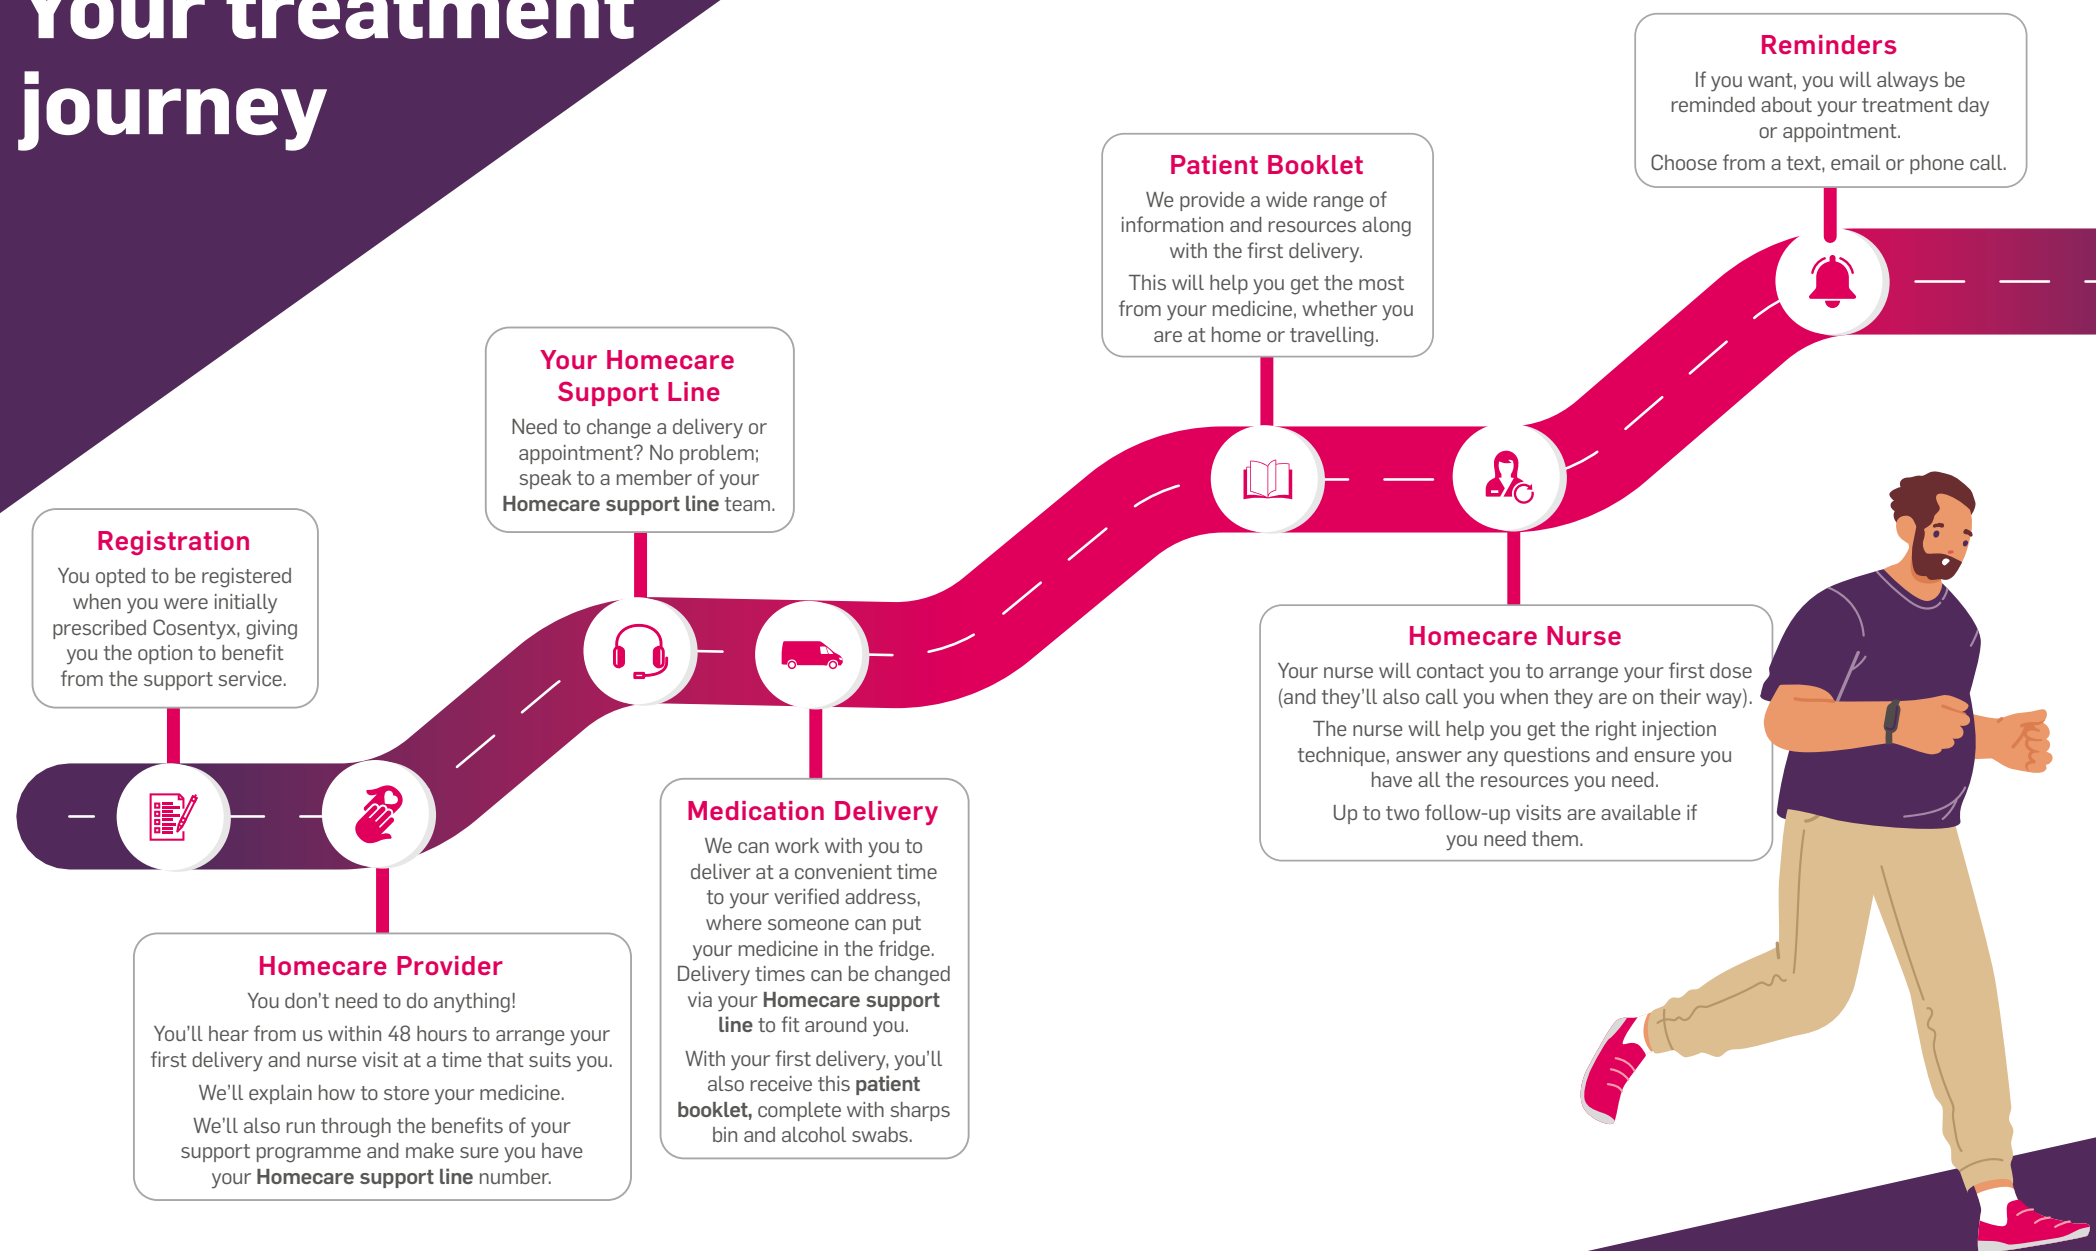 Your treatment
journey
Registration
You opted to be registered
when you were initially
prescribed Cosentyx, giving
you the option to benefit
from the support service.
Homecare Provider
You don't need to do anything!
You'll hear from us within 48 hours to arrange your
first delivery and nurse visit at a time that suits you.
We'll explain how to store your medicine.
We'll also run through the benefits of your
support programme and make sure you have
your Homecare support line number.
Your Homecare
Support Line
Need to change a delivery or
appointment? No problem;
speak to a member of your
Homecare support line team.
Medication Delivery
We can work with you to
deliver at a convenient time
to your verified address,
where someone can put
your medicine in the fridge.
Delivery times can be changed
via your Homecare support
line to fit around you.
With your first delivery, you'll
also receive this patient
booklet, complete with sharps
bin and alcohol swabs.
Patient Booklet
We provide a wide range of
information and resources along
with the first delivery.
This will help you get the most
from your medicine, whether you
are at home or travelling.
Homecare Nurse
Your nurse will contact you to arrange your first dose
(and they'll also call you when they are on their way).
The nurse will help you get the right injection
technique, answer any questions and ensure you
have all the resources you need.
Up to two follow-up visits are available if
you need them.
Reminders
If you want, you will always be
reminded about your treatment day
or appointment.
Choose from a text, email or phone call.